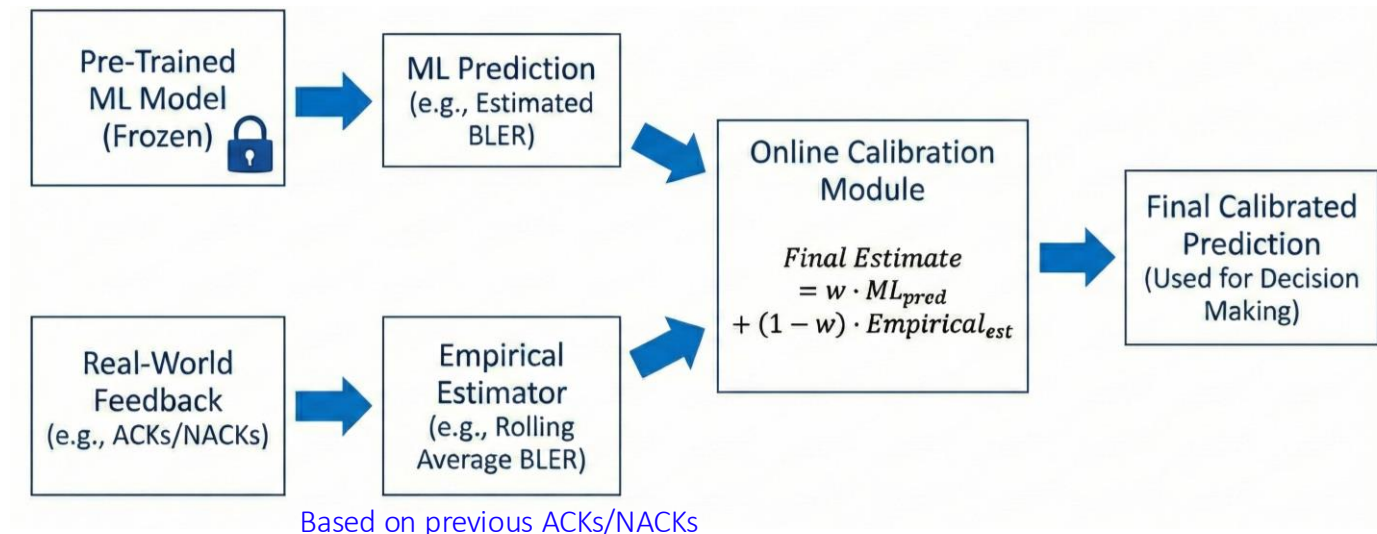 Pre-Trained
ML Model
(Frozen)
ML Prediction
(e.g., Estimated
BLER)
Online Calibration
Module
Final Estimate
= w · ML_pred
+ (1 − w) · Empirical_est
Final Calibrated
Prediction
(Used for Decision
Making)
Real-World
Feedback
(e.g., ACKs/NACKs)
Empirical
Estimator
(e.g., Rolling
Average BLER)
Based on previous ACKs/NACKs